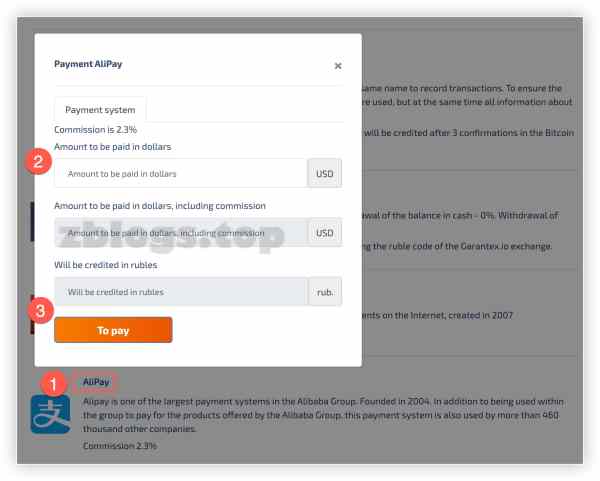 Payment AliPay
×
Payment system
Commission is 2.3%
Amount to be paid in dollars
2
Amount to be paid in dollars
USD
Amount to be paid in dollars, including commission
Amount to be paid in dollars, including commission
USD
zblogs.top
Will be credited in rubles
Will be credited in rubles
rub.
3
To pay
ame name to record transactions. To ensure the
re used, but at the same time all information about
will be credited after 3 confirmations in the Bitcoin
awal of the balance in cash - 0%. Withdrawal of
ng the ruble code of the Garantex.io exchange.
ents on the Internet, created in 2007
1
AliPay
支
Alipay is one of the largest payment systems in the Alibaba Group. Founded in 2004. In addition to being used within
the group to pay for the products offered by the Alibaba Group, this payment system is also used by more than 460
thousand other companies.
Commission 2.3%